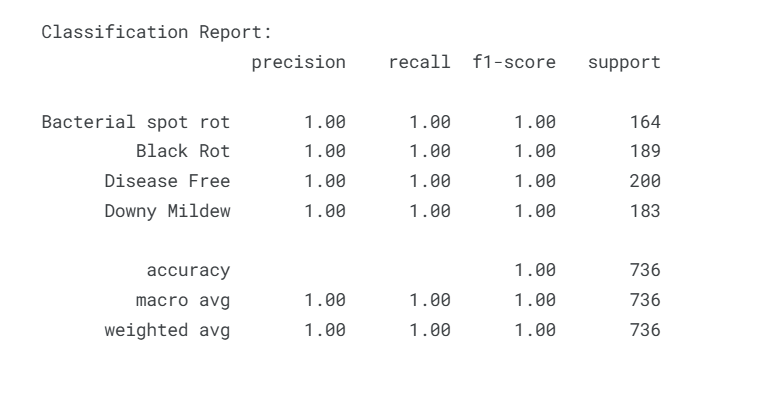 Classification Report:
precision recall f1-score support
Bacterial spot rot 1.00 1.00 1.00 164
Black Rot 1.00 1.00 1.00 189
Disease Free 1.00 1.00 1.00 200
Downy Mildew 1.00 1.00 1.00 183
accuracy 1.00 736
macro avg 1.00 1.00 1.00 736
weighted avg 1.00 1.00 1.00 736